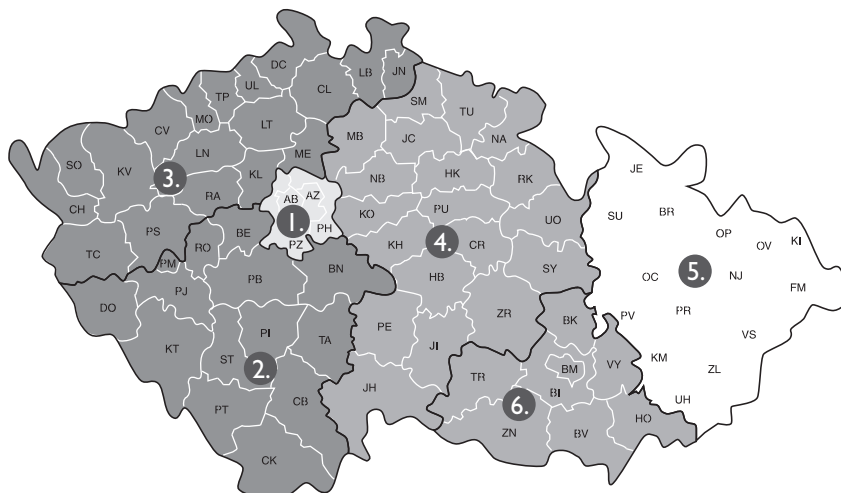 DC
LB
JN
TP
UL
CL
SM
CV
MO
LT
TU
MB
JC
NA
SO
KV
LN
ME
3.
RA
KL
NB
HK
RK
JE
CH
AB
AZ
KO
PU
UO
SU
BR
PS
RO
BE
1.
PH
4.
CR
OP
OV
KI
TC
PM
PZ
KH
SY
OC
5.
NJ
PJ
PB
BN
HB
FM
DO
PE
ZR
BK
PV
PR
KT
PI
TA
JI
VS
ST
2.
TR
BM
VY
KM
ZL
PT
CB
JH
6.
BI
UH
ZN
BV
HO
CK